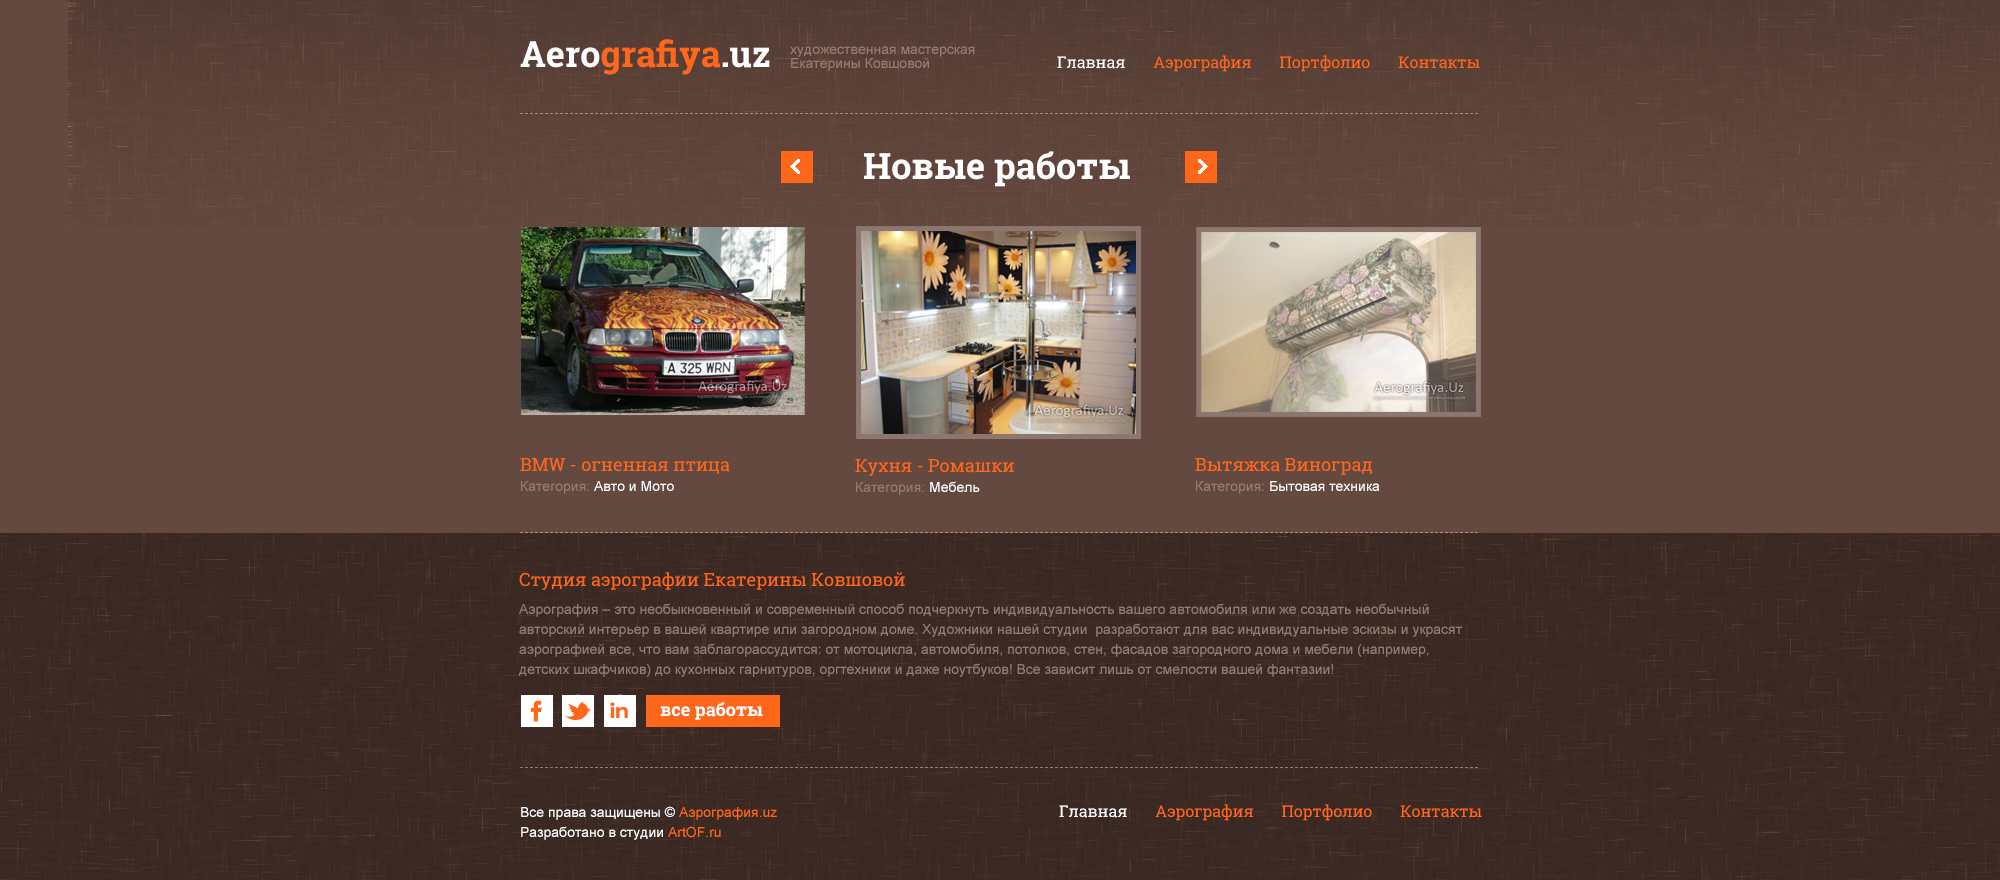 Aerografiya.uz
художественная мастерская
Екатерины Ковшовой
Главная Аэрография Портфолио Контакты
Новые работы
A 325 WRN
Aerografiya.Uz
Aerografiya.Uz
Aerografiya.Uz
BMW - огненная птица
Категория: Авто и Мото
Кухня - Ромашки
Категория: Мебель
Вытяжка Виноград
Категория: Бытовая техника
Студия аэрографии Екатерины Ковшовой
Аэрография – это необыкновенный и современный способ подчеркнуть индивидуальность вашего автомобиля или же создать необычный
авторский интерьер в вашей квартире или загородном доме. Художники нашей студии  разработают для вас индивидуальные эскизы и украсят
аэрографией все, что вам заблагорассудится: от мотоцикла, автомобиля, потолков, стен, фасадов загородного дома и мебели (например,
детских шкафчиков) до кухонных гарнитуров, оргтехники и даже ноутбуков! Все зависит лишь от смелости вашей фантазии!
f in все работы
Все права защищены © Аэрография.uz
Разработано в студии ArtOF.ru
Главная Аэрография Портфолио Контакты